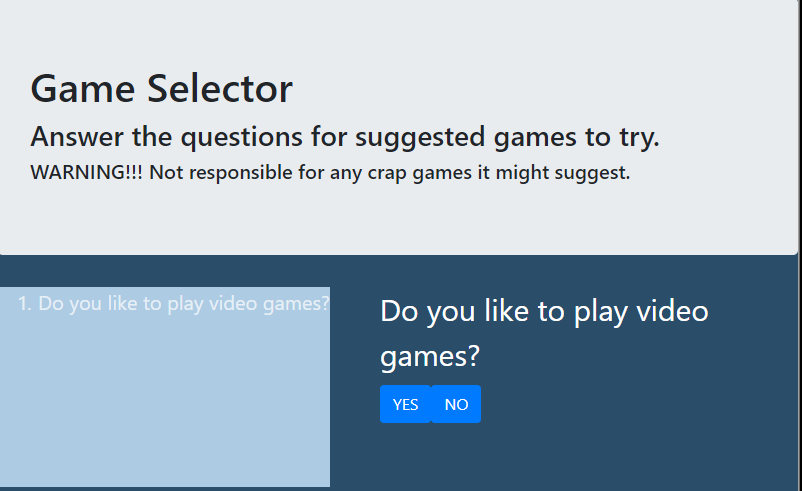 Game Selector
Answer the questions for suggested games to try.
WARNING!!! Not responsible for any crap games it might suggest.
1. Do you like to play video games?
Do you like to play video
games?
YES NO